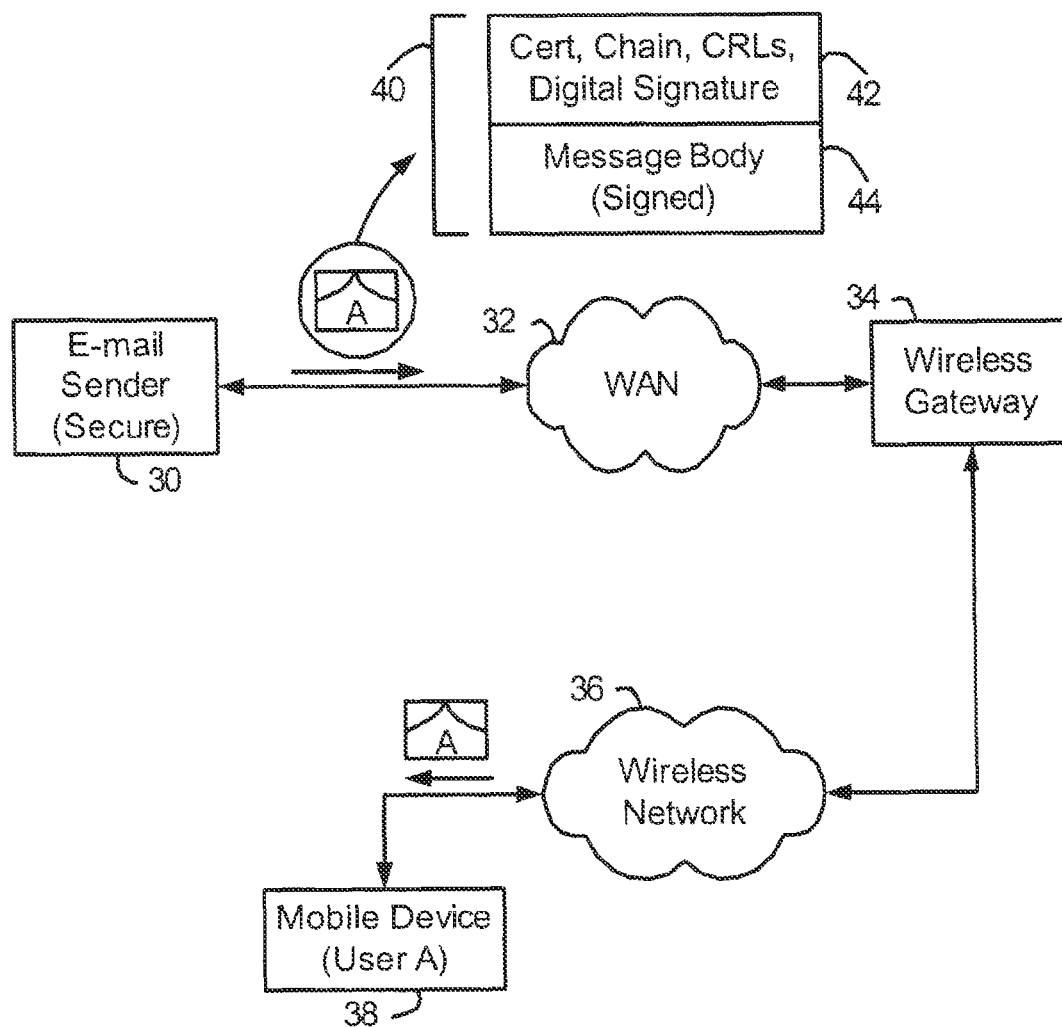 Cert, Chain, CRLs,
Digital Signature
40
42
Message Body
(Signed)
44
A
E-mail
Sender
(Secure)
30
32
WAN
34
Wireless
Gateway
36
A
Wireless
Network
Mobile Device
(User A)
38